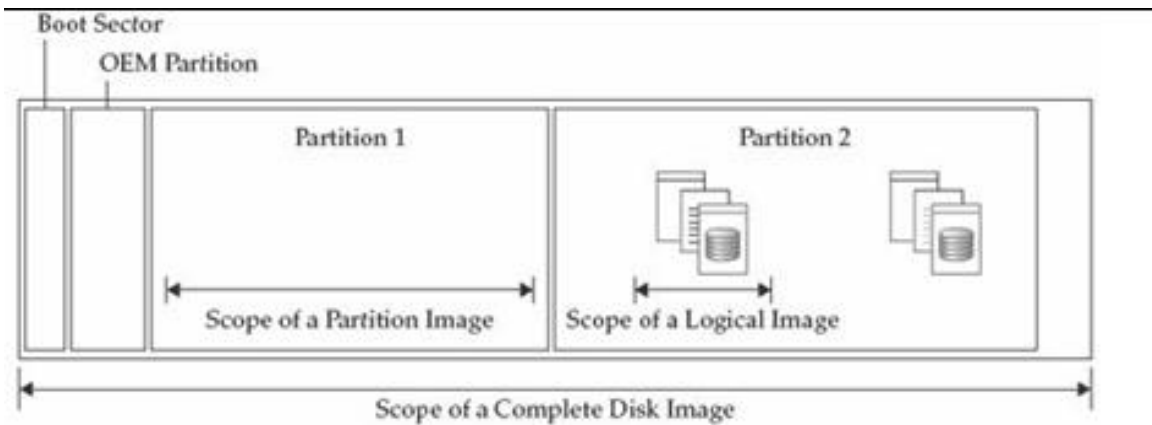 Boot Sector
OEM Partition
Partition 1
Partition 2
Scope of a Partition Image
Scope of a Logical Image
Scope of a Complete Disk Image